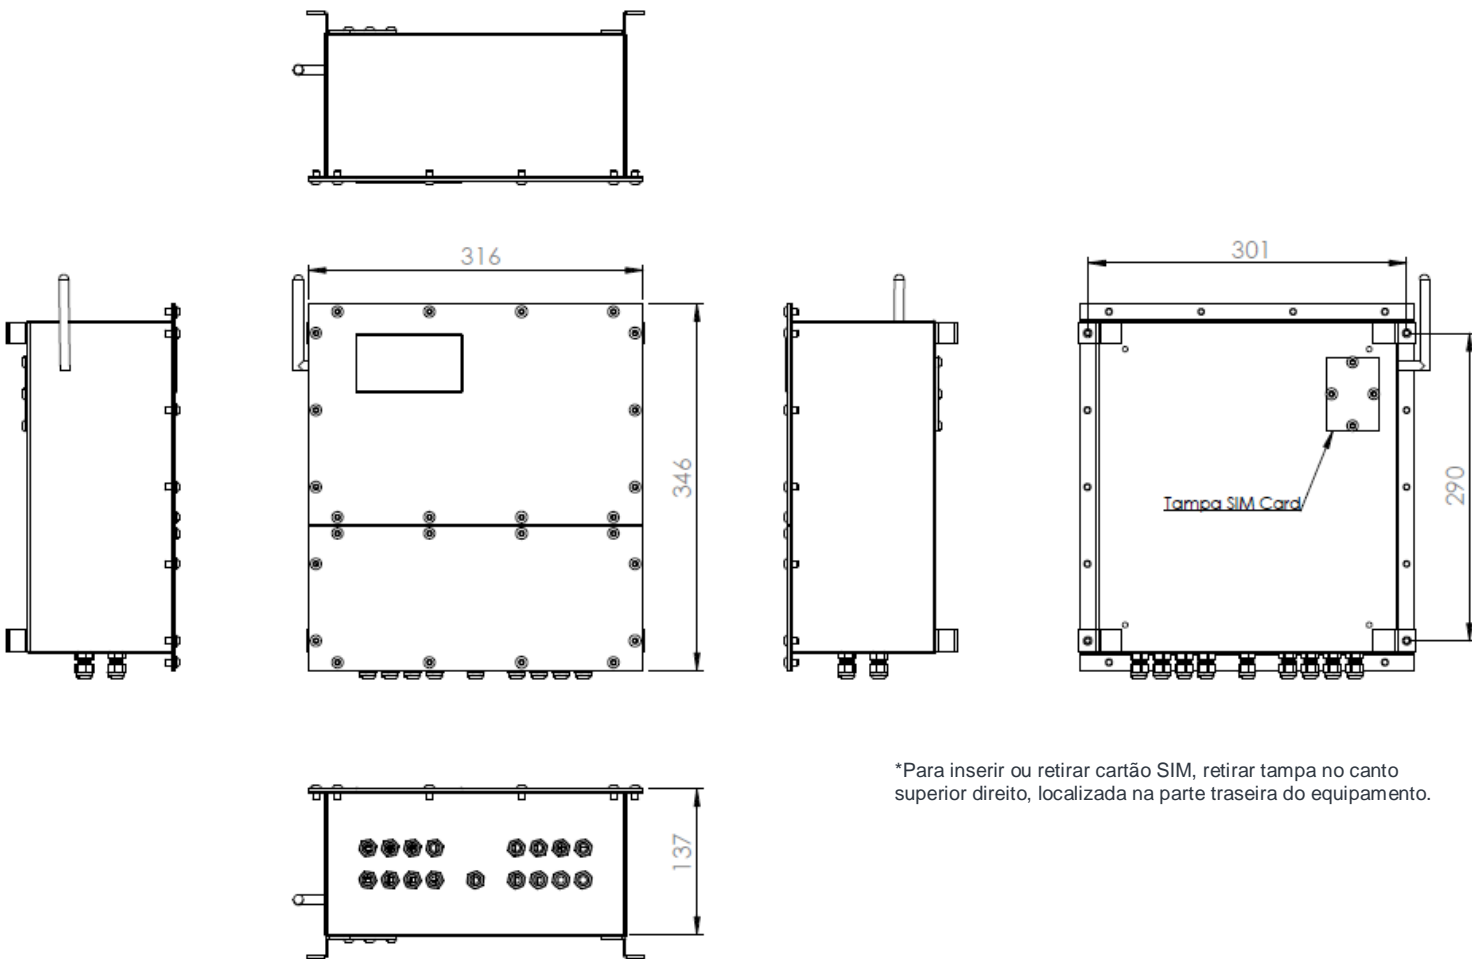 316
301
346
290
Tampa SIM Card
*Para inserir ou retirar cartão SIM, retirar tampa no canto
superior direito, localizada na parte traseira do equipamento.
137